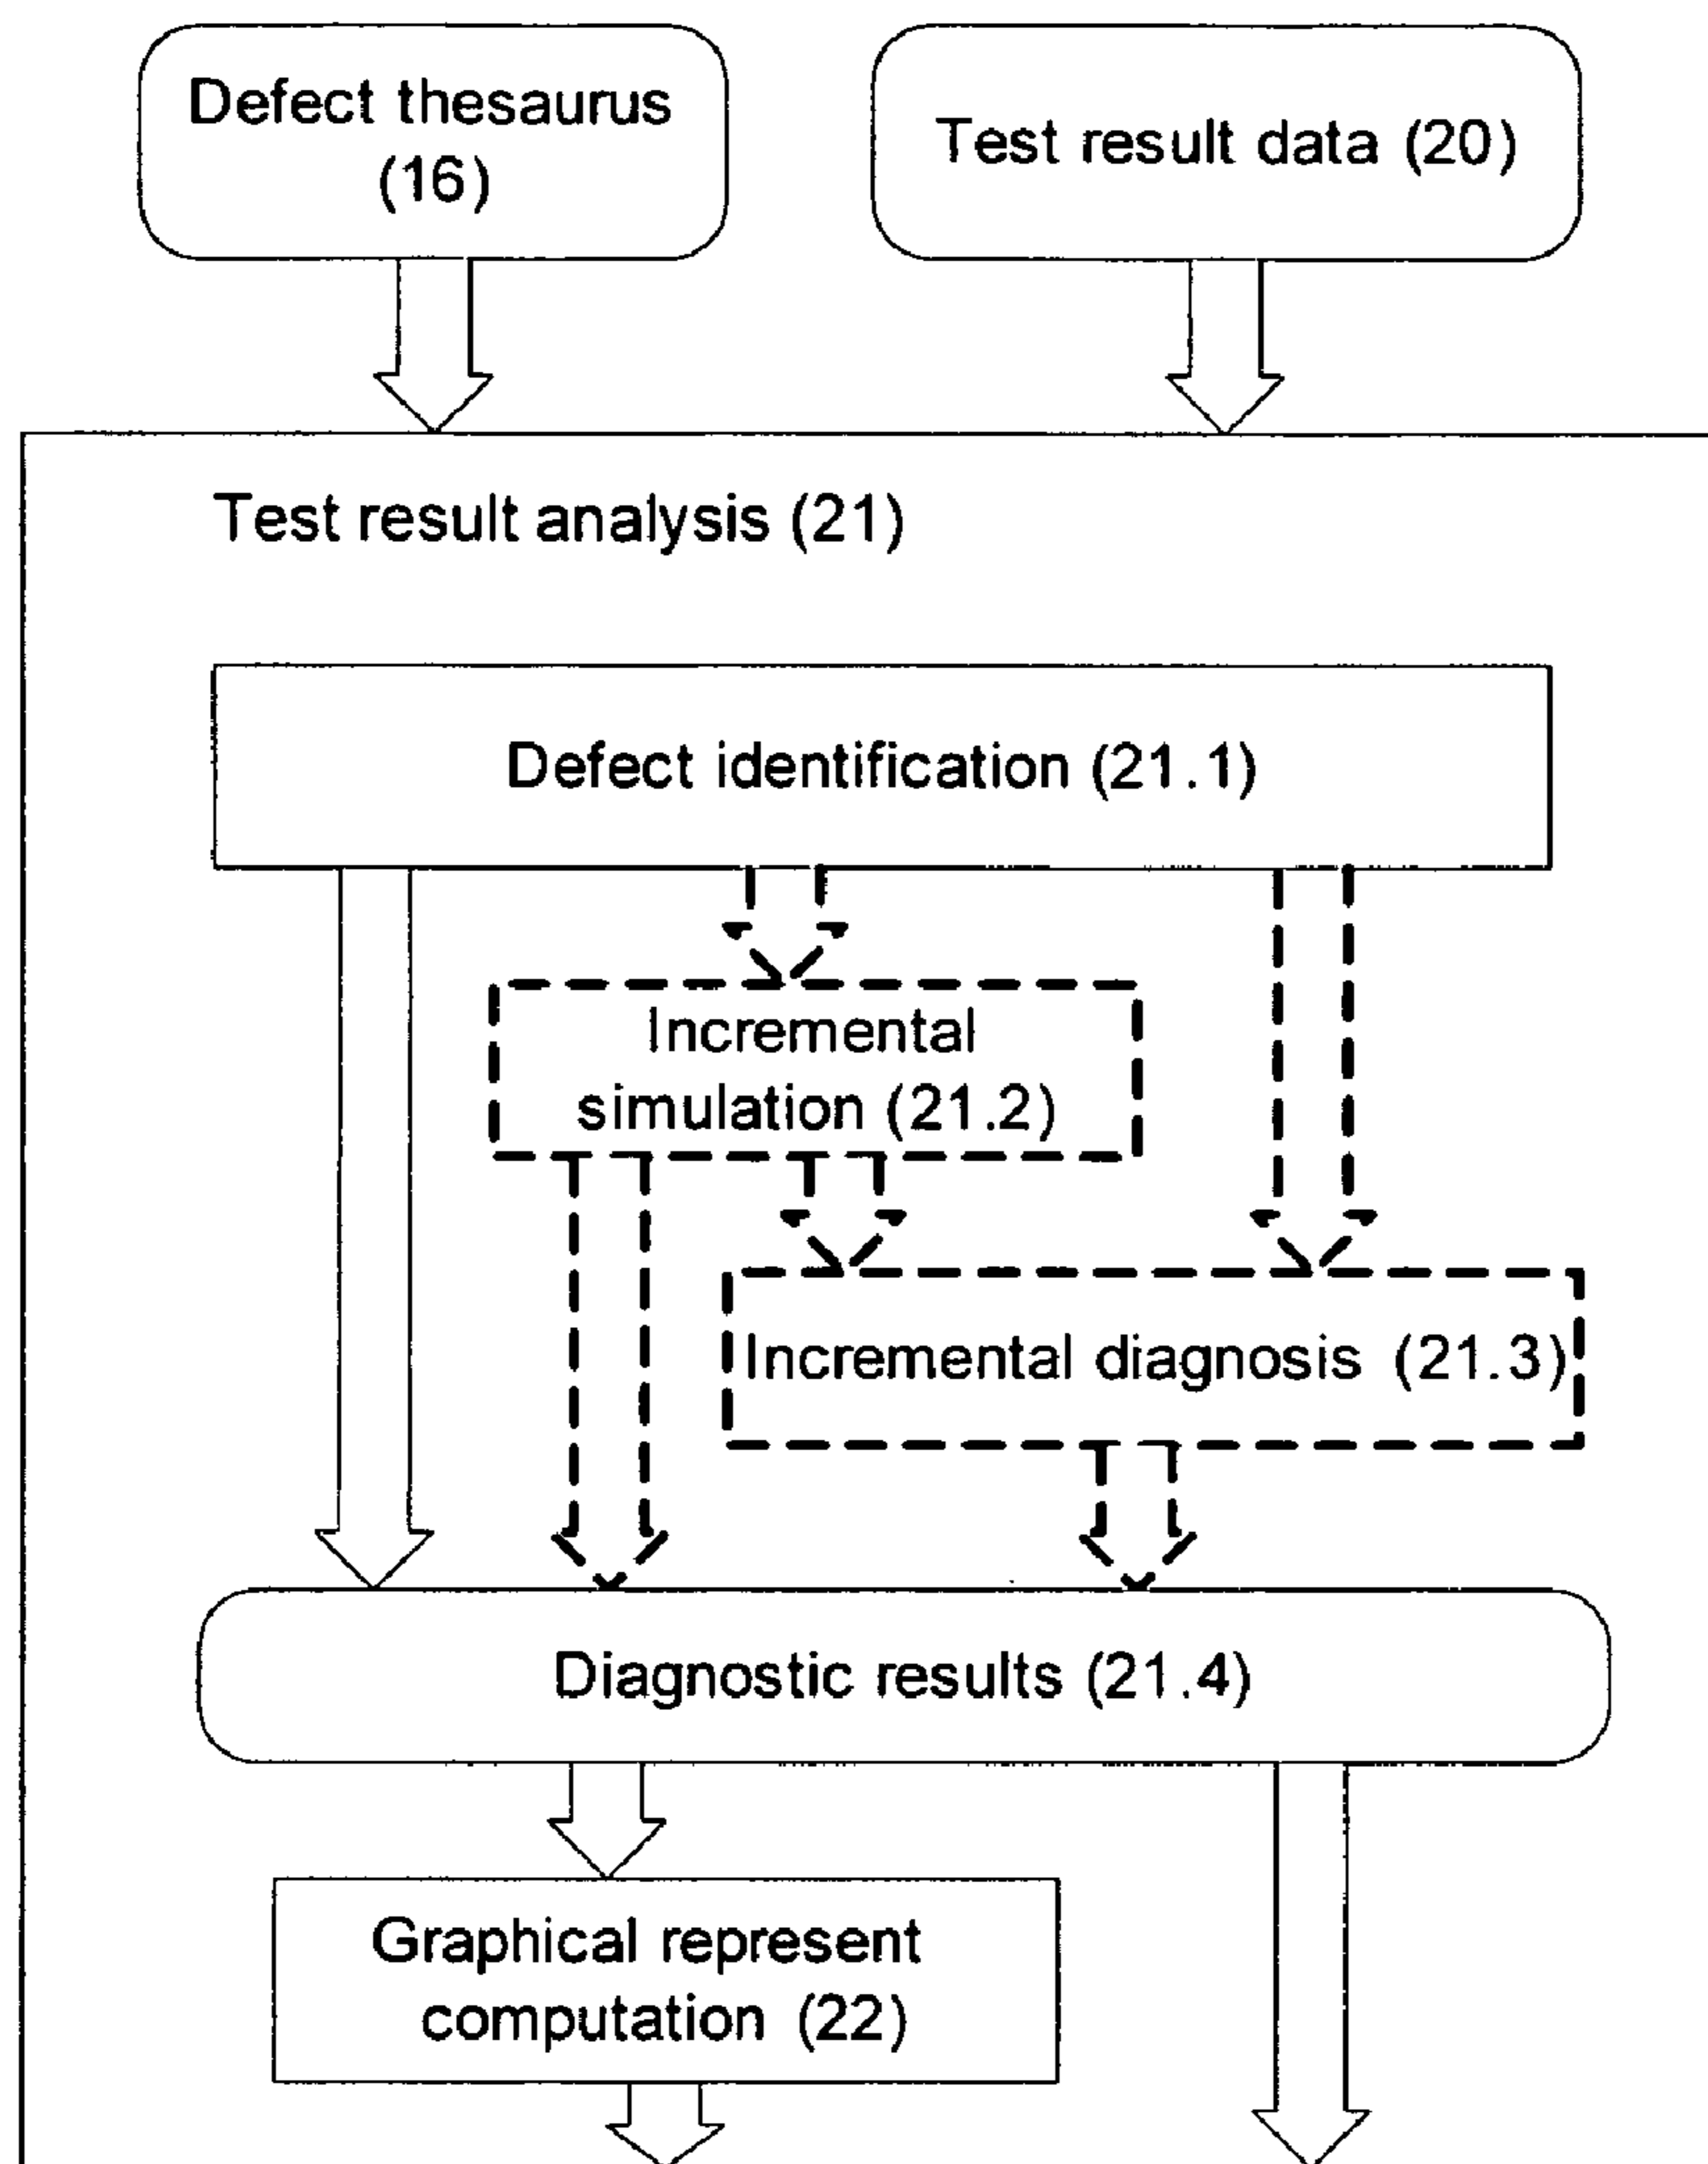 Defect thesaurus
(16)
Test result data (20)
Test result analysis (21)
Defect identification (21.1)
Incremental
simulation (21.2)
Incremental diagnosis (21.3)
Diagnostic results (21.4)
Graphical represent
computation (22)